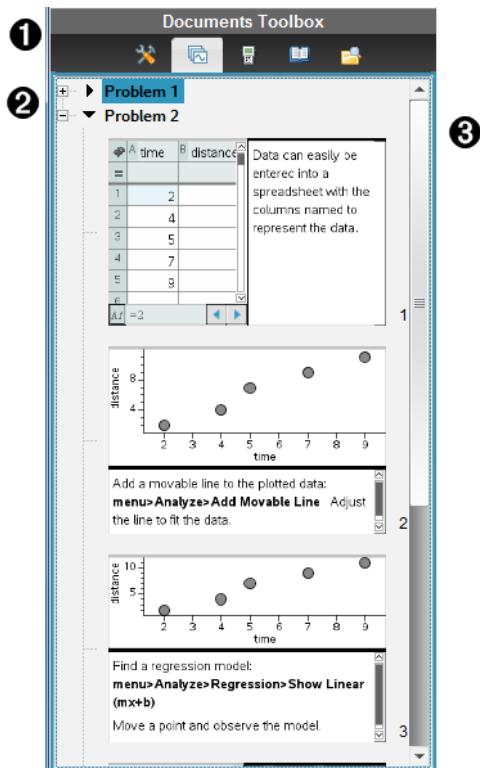 ❶
Documents Toolbox
❷
Problem 1
Problem 2
❸
A time B distance
=
1 2
2 4
3 5
4 7
5 9
6
A1 =2
Data can easily be
entered into a
spreadsheet with the
columns named to
represent the data.
1
distance
8
4
2 3 4 5 6 7 8 9
time
Add a movable line to the plotted data:
menu>Analyze>Add Movable Line Adjust
the line to fit the data.
2
distance
10
5
2 3 4 5 6 7 8 9
time
Find a regression model:
menu>Analyze>Regression>Show Linear
(mx+b)
Move a point and observe the model.
3